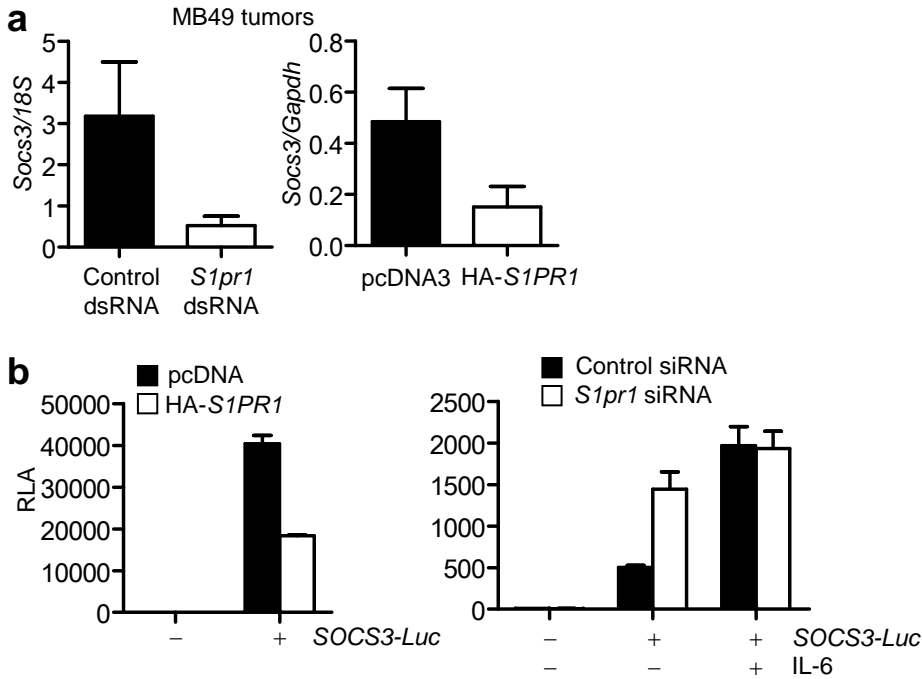 a
MB49 tumors
Socs3/18S
5
4
3
2
1
0
Control dsRNA
S1pr1 dsRNA
Socs3/Gapdh
0.8
0.6
0.4
0.2
0.0
pcDNA3
HA-S1PR1
b
pcDNA
HA-S1PR1
RLA
50000
40000
30000
20000
10000
0
– + SOCS3-Luc
Control siRNA
S1pr1 siRNA
2500
2000
1500
1000
500
0
– + + SOCS3-Luc
– – + IL-6